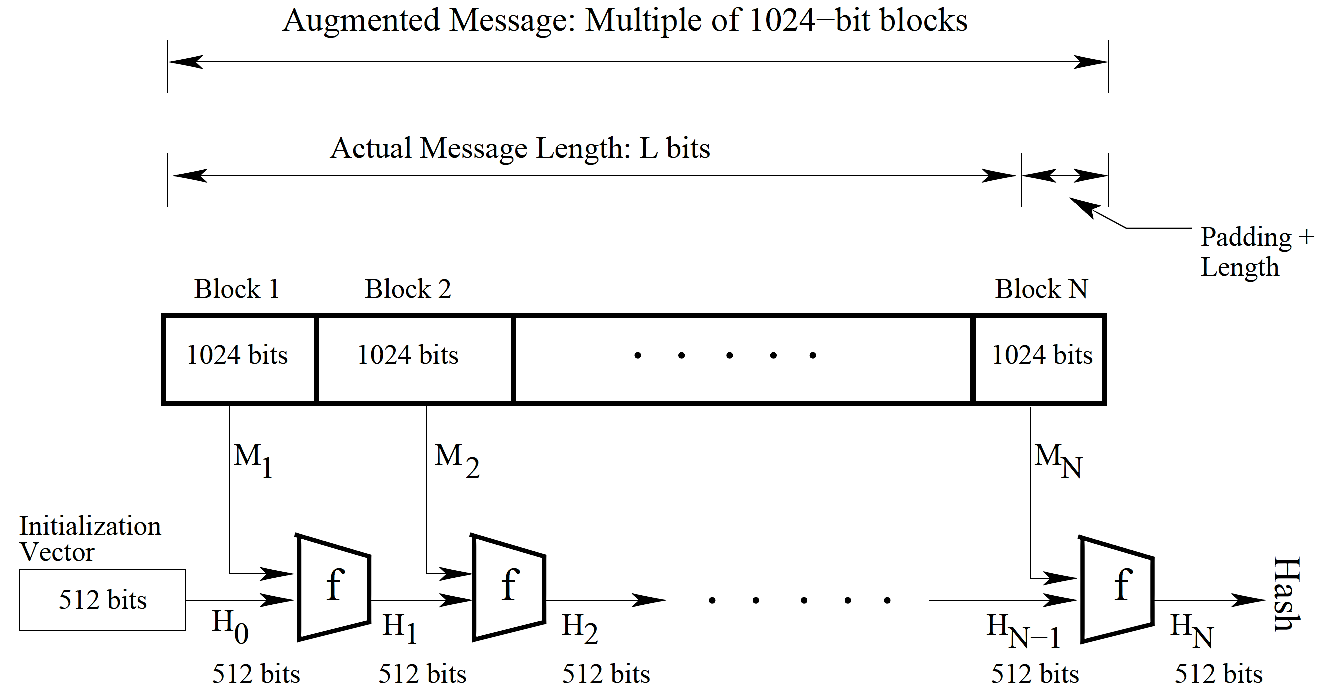 Augmented Message: Multiple of 1024−bit blocks
Actual Message Length: L bits
Padding +
Length
Block 1
Block 2
Block N
1024 bits
1024 bits
1024 bits
M1
M2
MN
Initialization
Vector
512 bits
f
f
f
H0
H1
H2
HN−1
HN
Hash
512 bits
512 bits
512 bits
512 bits
512 bits